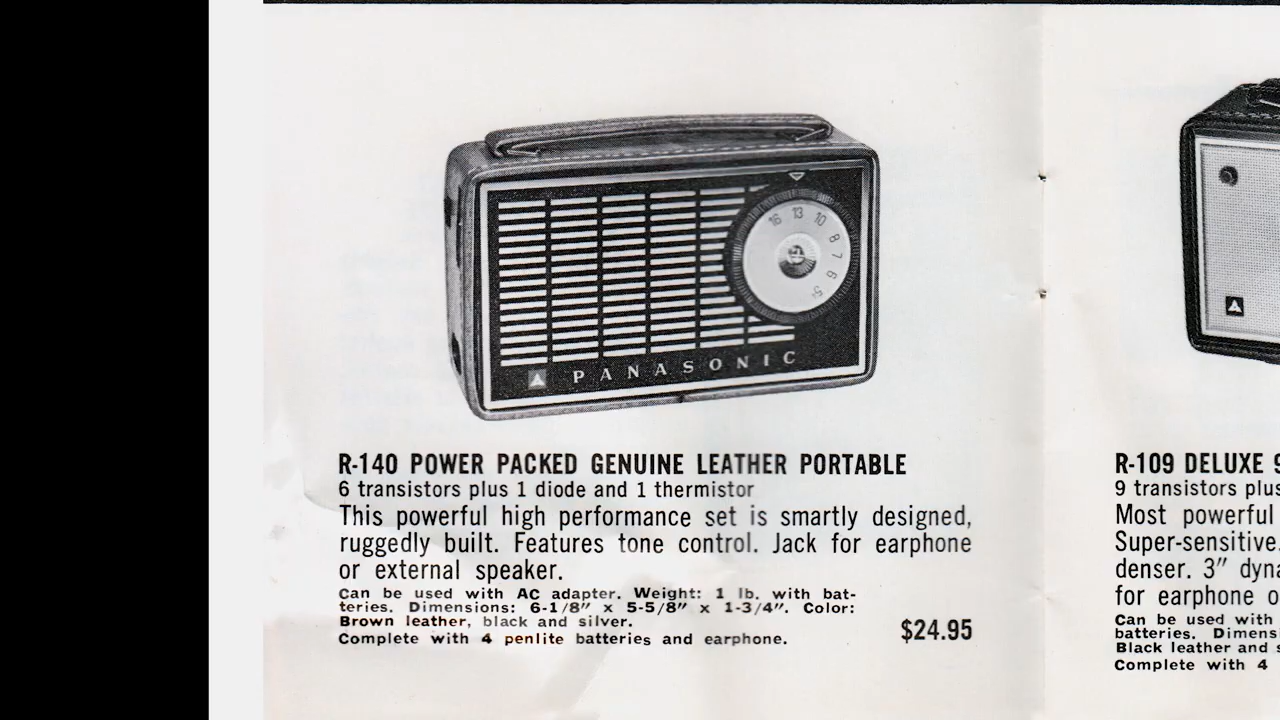 16 13 10 8 7 6 5½
PANASONIC
R-140 POWER PACKED GENUINE LEATHER PORTABLE
6 transistors plus 1 diode and 1 thermistor
This powerful high performance set is smartly designed,
ruggedly built. Features tone control. Jack for earphone
or external speaker.
Can be used with AC adapter. Weight: 1 lb. with bat-
teries. Dimensions: 6-1/8" x 5-5/8" x 1-3/4". Color:
Brown leather, black and silver.
Complete with 4 penlite batteries and earphone.
$24.95
R-109 DELUXE 9
9 transistors plus
Most powerful
Super-sensitive.
denser. 3" dyna
for earphone o
Can be used with
batteries. Dimens
Black leather and s
Complete with 4